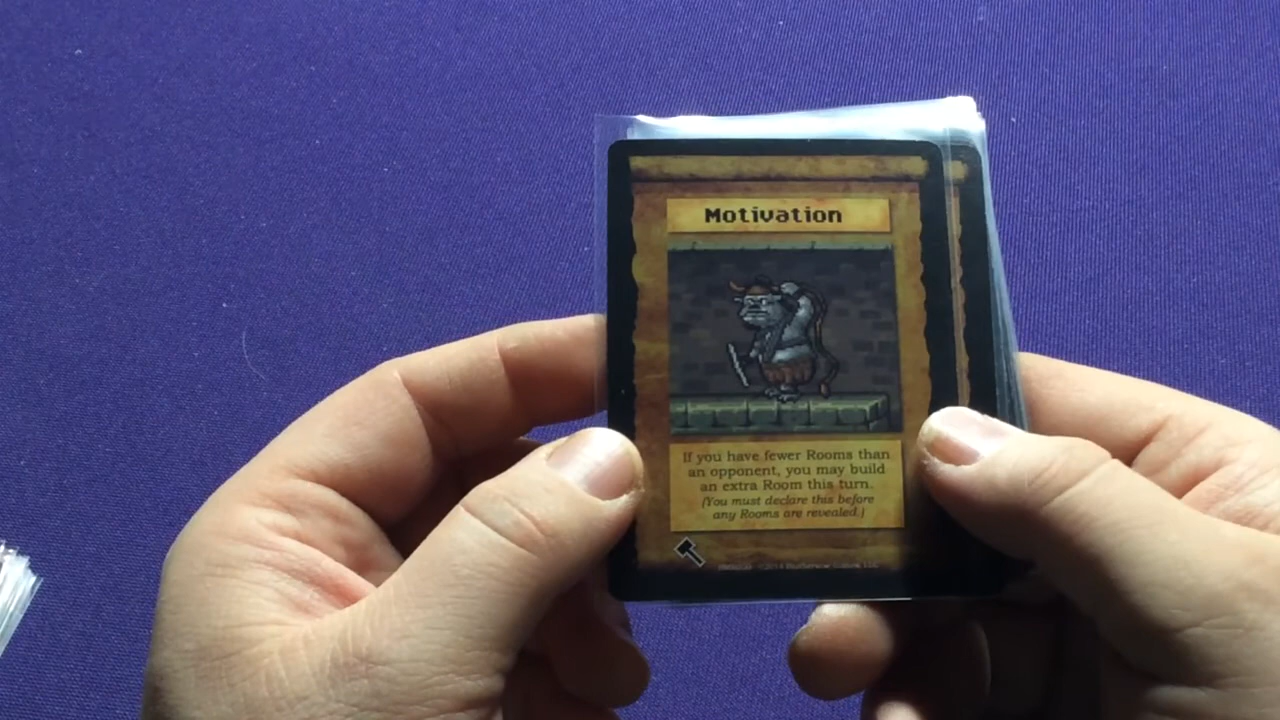 Motivation
If you have fewer Rooms than
an opponent, you may build
an extra Room this turn.
(You must declare this before
any Rooms are revealed.)